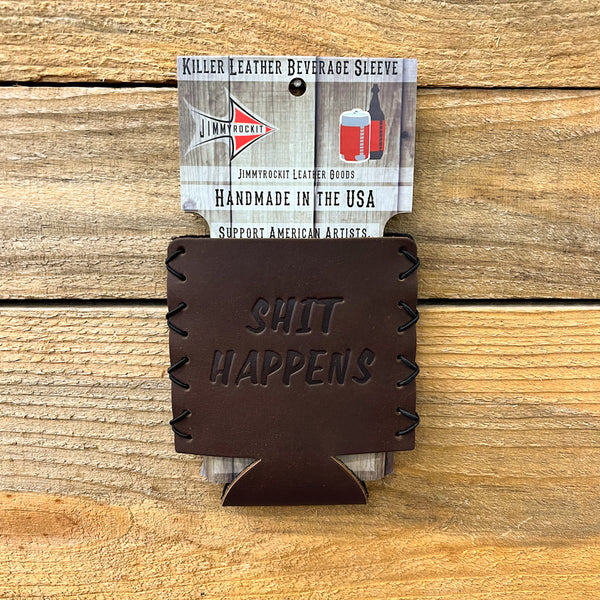 Killer Leather Beverage Sleeve
JIMMYROCKIT
Jimmyrockit Leather Goods
Handmade in the USA
Support American Artists
SHIT
HAPPENS